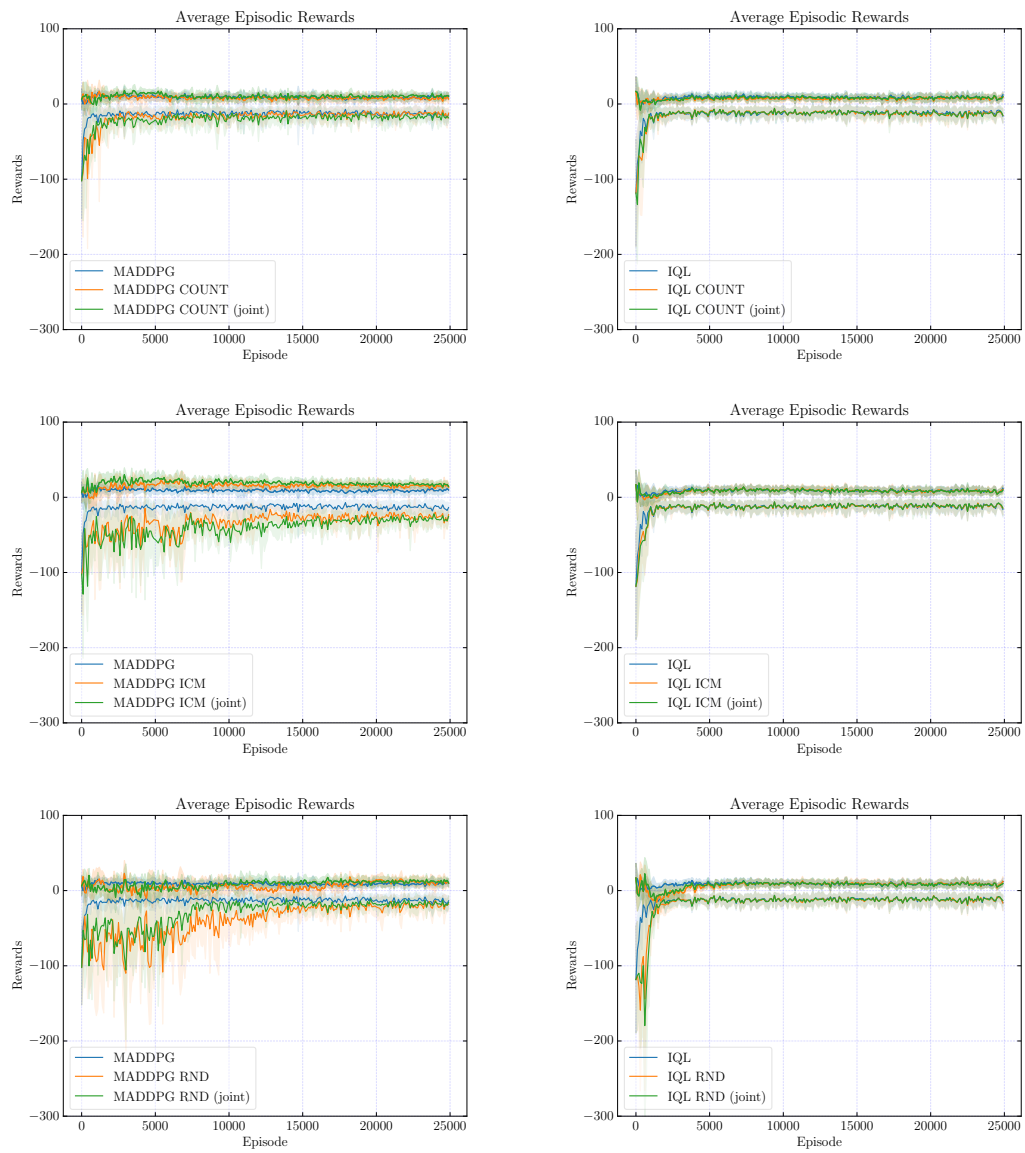 Average Episodic Rewards
100
0
−100
−200
−300
Rewards
MADDPG
MADDPG COUNT
MADDPG COUNT (joint)
0 5000 10000 15000 20000 25000
Episode
Average Episodic Rewards
100
0
−100
−200
−300
Rewards
IQL
IQL COUNT
IQL COUNT (joint)
0 5000 10000 15000 20000 25000
Episode
Average Episodic Rewards
100
0
−100
−200
−300
Rewards
MADDPG
MADDPG ICM
MADDPG ICM (joint)
0 5000 10000 15000 20000 25000
Episode
Average Episodic Rewards
100
0
−100
−200
−300
Rewards
IQL
IQL ICM
IQL ICM (joint)
0 5000 10000 15000 20000 25000
Episode
Average Episodic Rewards
100
0
−100
−200
−300
Rewards
MADDPG
MADDPG RND
MADDPG RND (joint)
0 5000 10000 15000 20000 25000
Episode
Average Episodic Rewards
100
0
−100
−200
−300
Rewards
IQL
IQL RND
IQL RND (joint)
0 5000 10000 15000 20000 25000
Episode